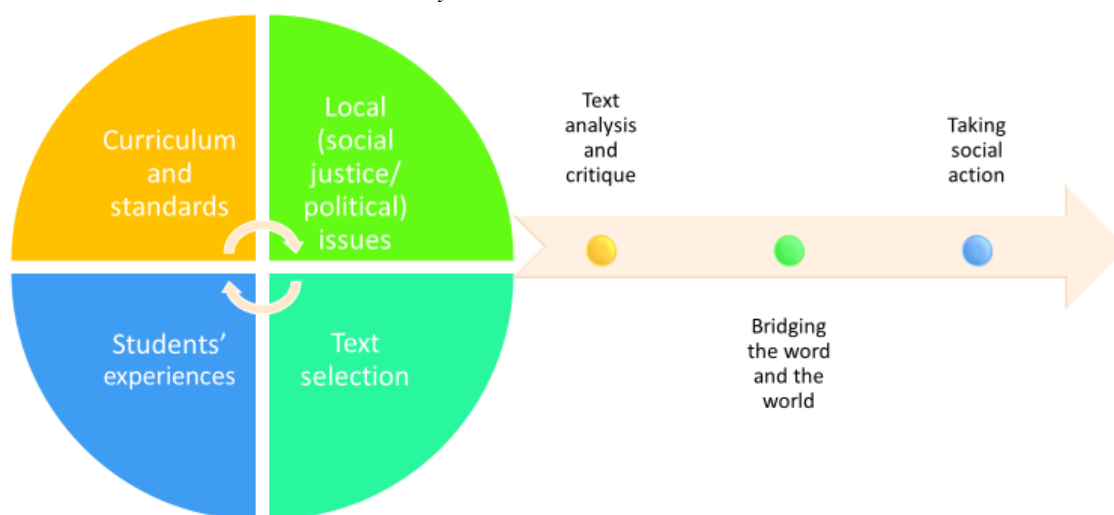 Curriculum
and
standards
Local
(social
justice/
political)
issues
Students’
experiences
Text
selection
Text
analysis
and
critique
Bridging
the word
and the
world
Taking
social
action